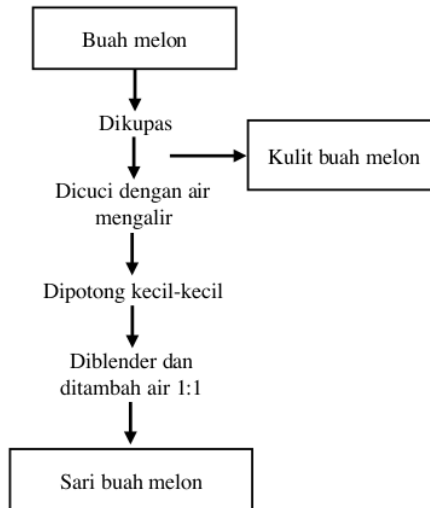 Buah melon
Dikupas
Kulit buah melon
Dicuci dengan air
mengalir
Dipotong kecil-kecil
Diblender dan
ditambah air 1:1
Sari buah melon